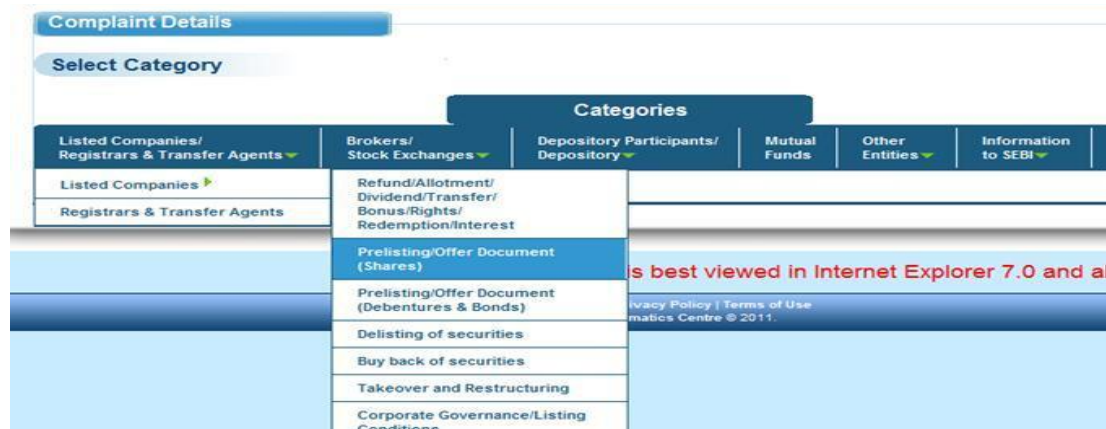 Complaint Details
Select Category
Categories
Listed Companies/
Registrars & Transfer Agents
Brokers/
Stock Exchanges
Depository Participants/
Depository
Mutual
Funds
Other
Entities
Information
to SEBI
Listed Companies
Registrars & Transfer Agents
Refund/Allotment/
Dividend/Transfer/
Bonus/Rights/
Redemption/Interest
Prelisting/Offer Document
(Shares)
Prelisting/Offer Document
(Debentures & Bonds)
Delisting of securities
Buy back of securities
Takeover and Restructuring
Corporate Governance/Listing
Conditions
is best viewed in Internet Explorer 7.0 and a
ivacy Policy | Terms of Use
matics Centre © 2011.